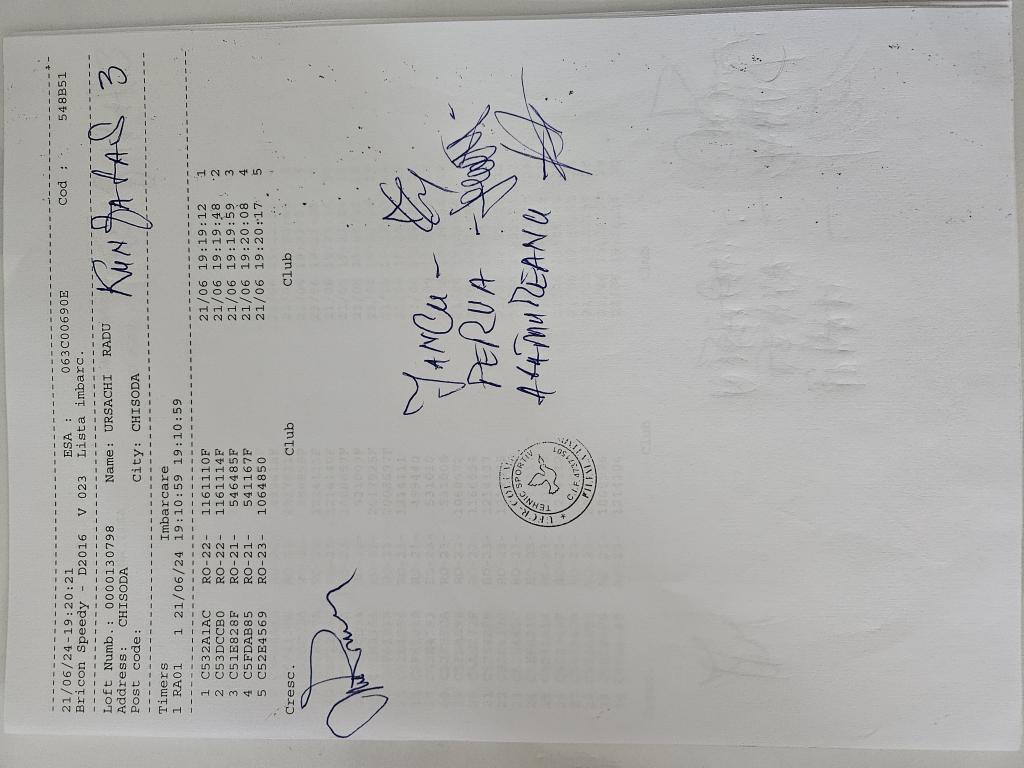 21/06/24-19:20:21 ESA : 063C00690E Cod : 548B51
Bricon Speedy - D2016 V 023 Lista imbarc.
Loft Numb.: 0000130798 Name: URSACHI RADU
Address: CHISODA
Post code: City: CHISODA
3
Timers Imbarcare
1 RA01 1 21/06/24 19:10:59 19:10:59
1 C532A1AC RO-22- 1161110F 21/06 19:19:12 1
2 C53DCCB0 RO-22- 1161114F 21/06 19:19:48 2
3 C51E828F RO-21- 546485F 21/06 19:19:59 3
4 C5FDAB85 RO-21- 541167F 21/06 19:20:08 4
5 C52E4569 RO-23- 1064850 21/06 19:20:17 5
Cresc. Club Club
IANCU -
PERVA
TEHNIC SPORTIV